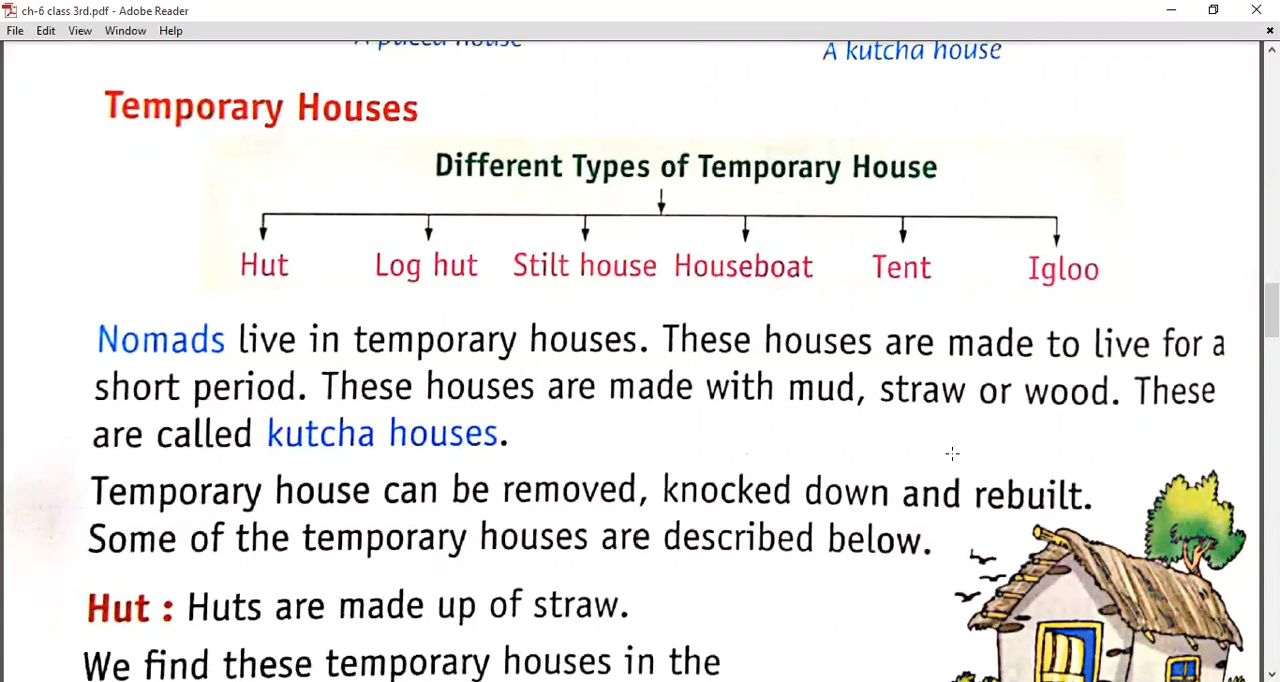 ch-6 class 3rd.pdf - Adobe Reader
File Edit View Window Help
A pucca house
A kutcha house
Temporary Houses
Different Types of Temporary House
Hut Log hut Stilt house Houseboat Tent Igloo
Nomads live in temporary houses. These houses are made to live for a
short period. These houses are made with mud, straw or wood. These
are called kutcha houses.
Temporary house can be removed, knocked down and rebuilt.
Some of the temporary houses are described below.
Hut : Huts are made up of straw.
We find these temporary houses in the